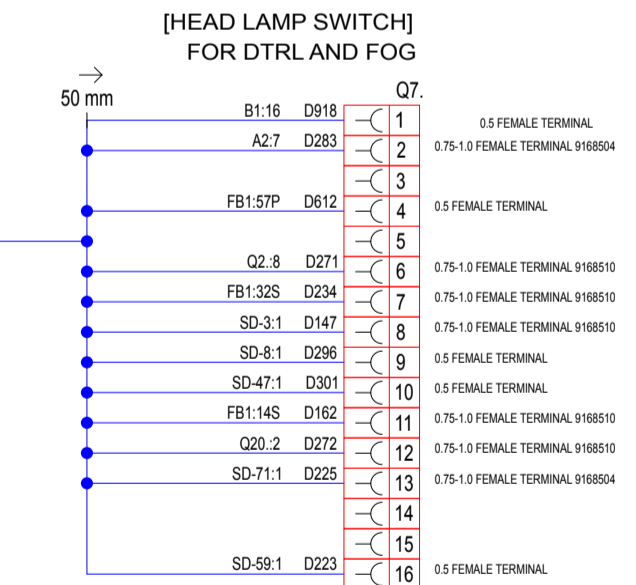 [HEAD LAMP SWITCH]
FOR DTRL AND FOG
50 mm
Q7.
B1:16 D918 1 0.5 FEMALE TERMINAL
A2:7 D283 2 0.75-1.0 FEMALE TERMINAL 9168504
3
FB1:57P D612 4 0.5 FEMALE TERMINAL
5
Q2.:8 D271 6 0.75-1.0 FEMALE TERMINAL 9168510
FB1:32S D234 7 0.75-1.0 FEMALE TERMINAL 9168510
SD-3:1 D147 8 0.75-1.0 FEMALE TERMINAL 9168510
SD-8:1 D296 9 0.5 FEMALE TERMINAL
SD-47:1 D301 10 0.5 FEMALE TERMINAL
FB1:14S D162 11 0.75-1.0 FEMALE TERMINAL 9168510
Q20.:2 D272 12 0.75-1.0 FEMALE TERMINAL 9168510
SD-71:1 D225 13 0.75-1.0 FEMALE TERMINAL 9168504
14
15
SD-59:1 D223 16 0.5 FEMALE TERMINAL